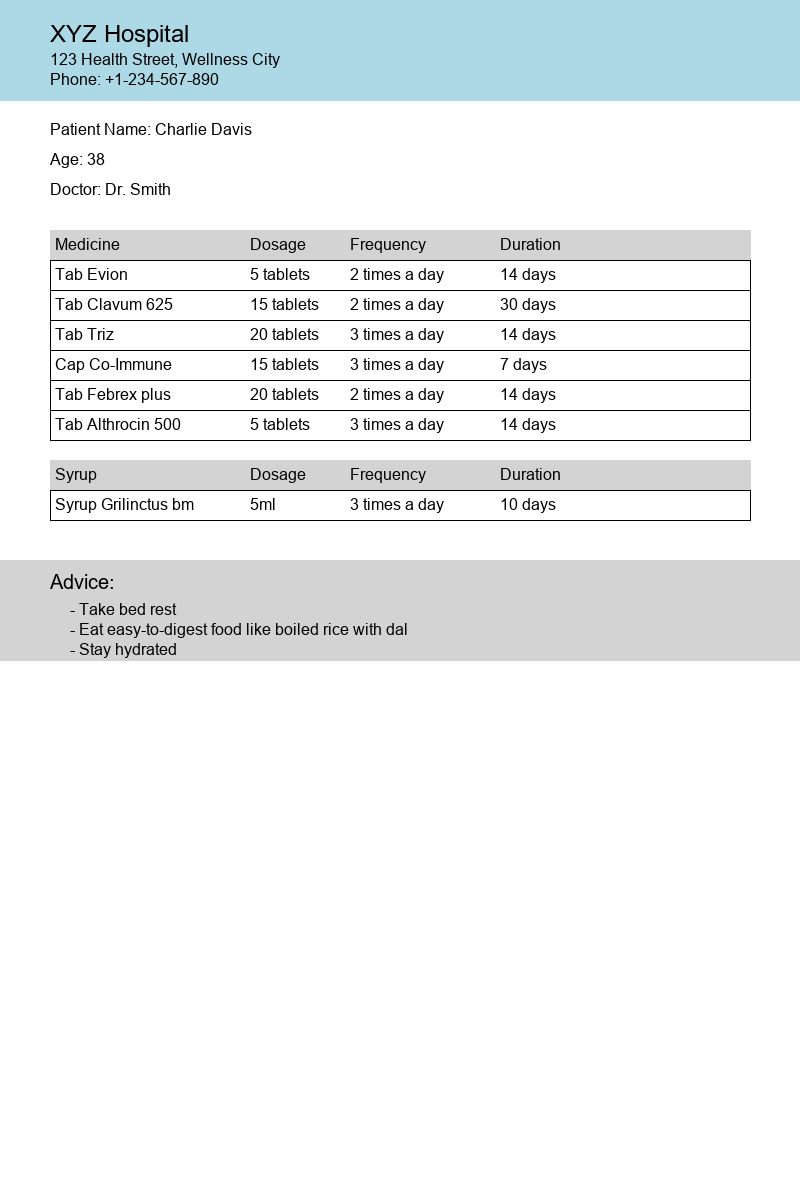 XYZ Hospital
123 Health Street, Wellness City
Phone: +1-234-567-890
Patient Name: Charlie Davis
Age: 38
Doctor: Dr. Smith
Medicine Dosage Frequency Duration
Tab Evion 5 tablets 2 times a day 14 days
Tab Clavum 625 15 tablets 2 times a day 30 days
Tab Triz 20 tablets 3 times a day 14 days
Cap Co-Immune 15 tablets 3 times a day 7 days
Tab Febrex plus 20 tablets 2 times a day 14 days
Tab Althrocin 500 5 tablets 3 times a day 14 days
Syrup Dosage Frequency Duration
Syrup Grilinctus bm 5ml 3 times a day 10 days
Advice:
- Take bed rest
- Eat easy-to-digest food like boiled rice with dal
- Stay hydrated